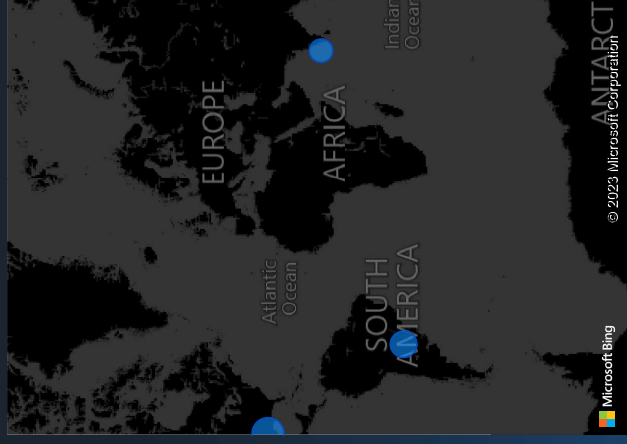 Indian
Ocean
ANTARCT
EUROPE
AFRICA
© 2023 Microsoft Corporation
Atlantic
Ocean
SOUTH
AMERICA
Microsoft Bing